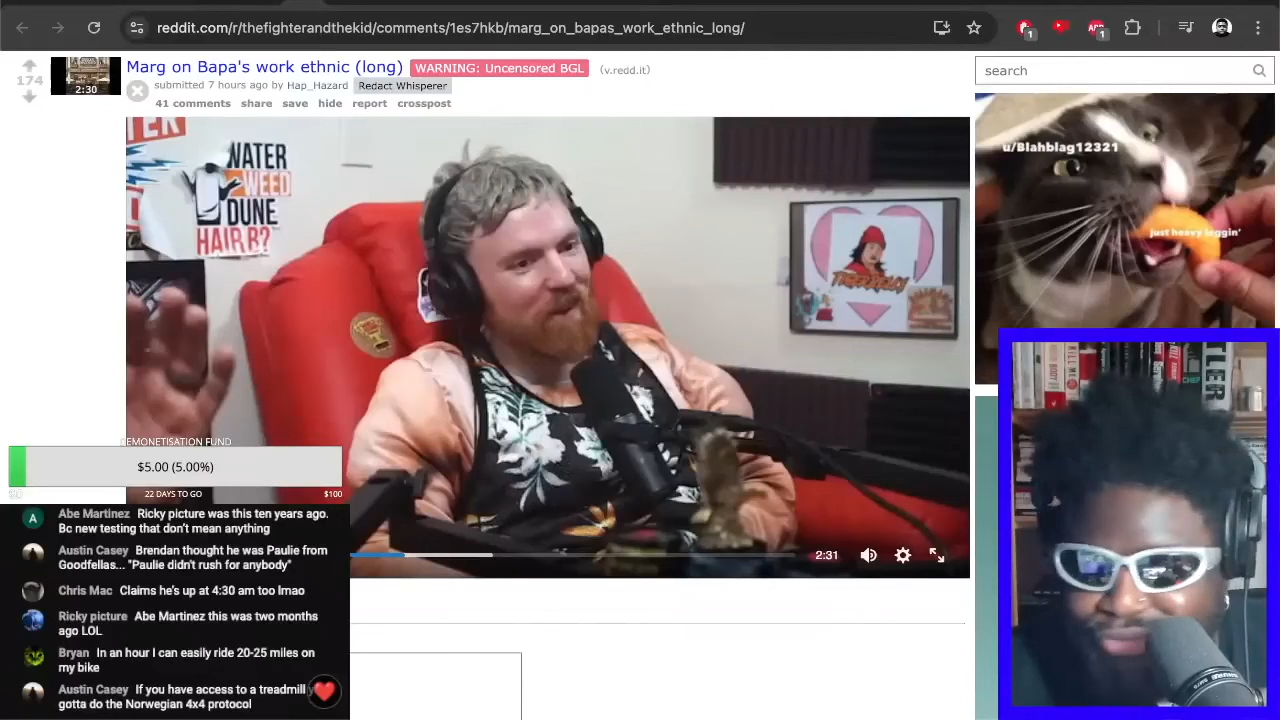 reddit.com/r/thefighterandthekid/comments/1es7hkb/marg_on_bapas_work_ethnic_long/
1
ABP
1
174
2:30
Marg on Bapa's work ethnic (long)
WARNING: Uncensored BGL
(v.redd.it)
submitted 7 hours ago by Hap_Hazard
Redact Whisperer
41 comments share save hide report crosspost
search
WATER
WEED
DUNE
HAIR B?
TIGERBELLY
u/Blahblag12321
just heavy joggin'
KILL ME
DEMONETISATION FUND
$5.00 (5.00%)
22 DAYS TO GO
$100
2:31
A
Abe Martinez Ricky picture was this ten years ago.
Bc new testing that don't mean anything
Austin Casey Brendan thought he was Paulie from
Goodfellas... "Paulie didn't rush for anybody"
Chris Mac Claims he's up at 4:30 am too lmao
Ricky picture Abe Martinez this was two months
ago LOL
Bryan In an hour I can easily ride 20-25 miles on
my bike
Austin Casey If you have access to a treadmill
gotta do the Norwegian 4x4 protocol